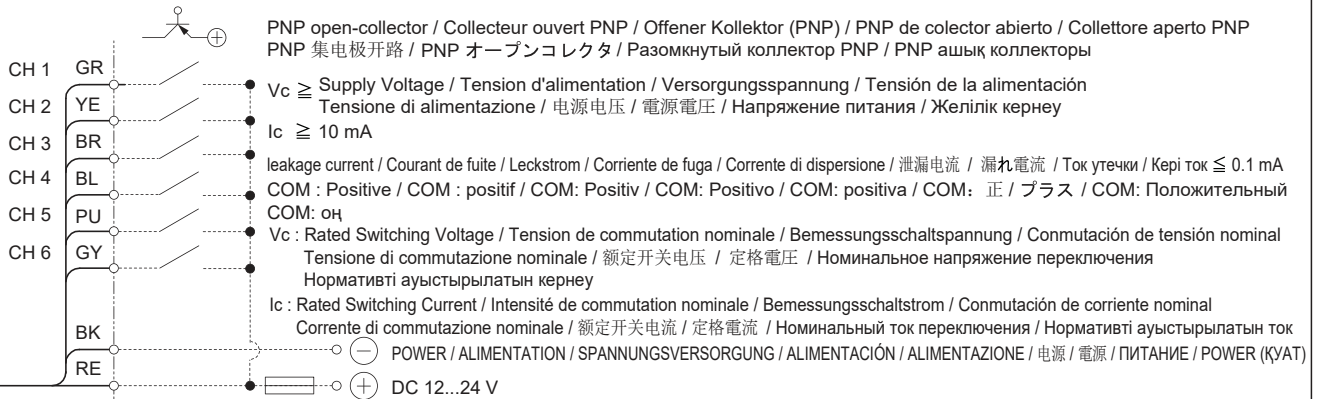 PNP open-collector / Collecteur ouvert PNP / Offener Kollektor (PNP) / PNP de colector abierto / Collettore aperto PNP
PNP 集电极开路 / PNP オープンコレクタ / Разомкнутый коллектор PNP / PNP ашық коллекторы
CH 1 GR
Vc ≧ Supply Voltage / Tension d'alimentation / Versorgungsspannung / Tensión de la alimentación
Tensione di alimentazione / 电源电压 / 電源電圧 / Напряжение питания / Желілік кернеу
CH 2 YE
Ic ≧ 10 mA
CH 3 BR
leakage current / Courant de fuite / Leckstrom / Corriente de fuga / Corrente di dispersione / 泄漏电流 / 漏れ電流 / Ток утечки / Кері ток ≦ 0.1 mA
CH 4 BL
COM : Positive / COM : positif / COM: Positiv / COM: Positivo / COM: positiva / COM：正 / プラス / COM: Положительный
COM: оң
CH 5 PU
Vc : Rated Switching Voltage / Tension de commutation nominale / Bemessungsschaltspannung / Conmutación de tensión nominal
CH 6 GY
Tensione di commutazione nominale / 额定开关电压 / 定格電圧 / Номинальное напряжение переключения
Нормативті ауыстырылатын кернеу
Ic : Rated Switching Current / Intensité de commutation nominale / Bemessungsschaltstrom / Conmutación de corriente nominal
Corrente di commutazione nominale / 额定开关电流 / 定格電流 / Номинальный ток переключения / Нормативті ауыстырылатын ток
BK
POWER / ALIMENTATION / SPANNUNGSVERSORGUNG / ALIMENTACIÓN / ALIMENTAZIONE / 电源 / 電源 / ПИТАНИЕ / POWER (ҚУАТ)
RE
DC 12...24 V